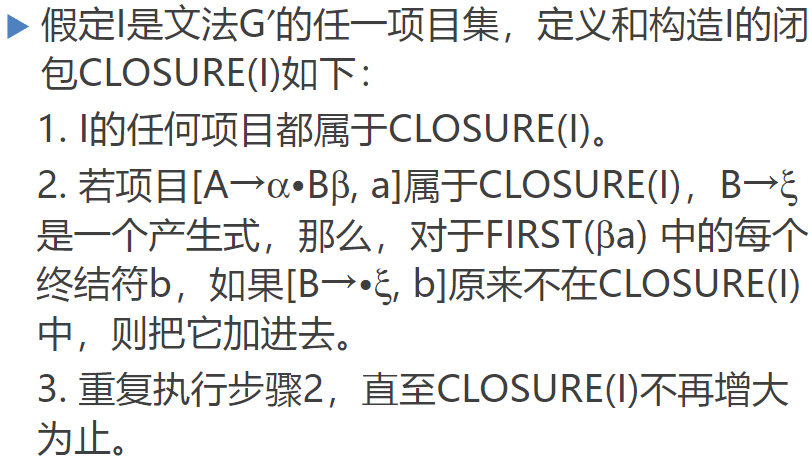 ▶ 假定I是文法G′的任一项目集，定义和构造I的闭
包CLOSURE(I)如下：
1. I的任何项目都属于CLOSURE(I)。
2. 若项目[A→α•Bβ, a]属于CLOSURE(I)，B→ξ
是一个产生式，那么，对于FIRST(βa) 中的每个
终结符b，如果[B→•ξ, b]原来不在CLOSURE(I)
中，则把它加进去。
3. 重复执行步骤2，直至CLOSURE(I)不再增大
为止。